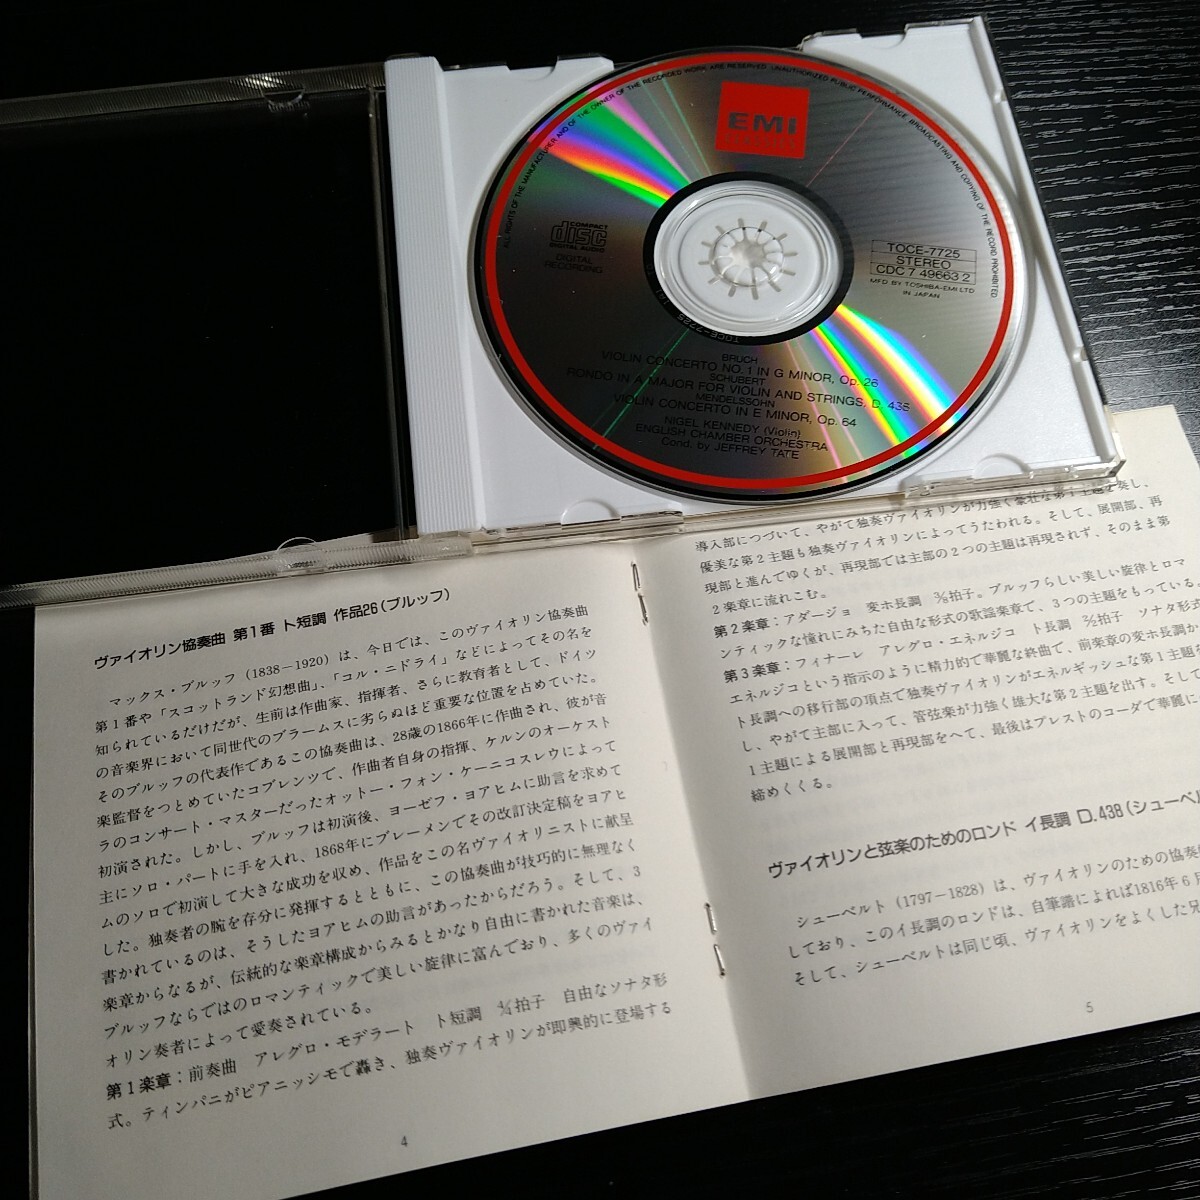 ALL RIGHTS OF THE MANUFACTURER AND OF THE OWNER OF THE RECORDED WORK ARE RESERVED. UNAUTHORIZED PUBLIC PERFORMANCE, BROADCASTING AND COPYING OF THE RECORD PROHIBITED
EMI
COMPACT
disc
DIGITAL AUDIO
DIGITAL
RECORDING
TOCE-7725
STEREO
CDC 7 49663 2
MFD. BY TOSHIBA-EMI LTD
IN JAPAN
TOCE-7725
BRUCH
VIOLIN CONCERTO NO. 1 IN G MINOR, Op. 26
SCHUBERT
RONDO IN A MAJOR FOR VIOLIN AND STRINGS, D. 438
MENDELSSOHN
VIOLIN CONCERTO IN E MINOR, Op. 64
NIGEL KENNEDY (Violin)
ENGLISH CHAMBER ORCHESTRA
Cond. by JEFFREY TATE
ヴァイオリン協奏曲 第1番 ト短調 作品26(ブルッフ)
マックス・ブルッフ(1838-1920)は、今日では、このヴァイオリン協奏曲
第1番や「スコットランド幻想曲」、「コル・ニドライ」などによってその名を
知られているだけだが、生前は作曲家、指揮者、さらに教育者として、ドイツ
の音楽界において同世代のブラームスに劣らぬほど重要な位置を占めていた。
そのブルッフの代表作であるこの協奏曲は、28歳の1866年に作曲され、彼が音
楽監督をつとめていたコブレンツで、作曲者自身の指揮、ケルンのオーケスト
ラのコンサート・マスターだったオットー・フォン・ケーニコスレウによって
初演された。しかし、ブルッフは初演後、ヨーゼフ・ヨアヒムに助言を求めて
主にソロ・パートに手を入れ、1868年にブレーメンでその改訂決定稿をヨアヒ
ムのソロで初演して大きな成功を収め、作品をこの名ヴァイオリニストに献呈
した。独奏者の腕を存分に発揮するとともに、この協奏曲が技巧的に無理なく
書かれているのは、そうしたヨアヒムの助言があったからだろう。そして、3
楽章からなるが、伝統的な楽章構成からみるとかなり自由に書かれた音楽は、
ブルッフならではのロマンティックで美しい旋律に富んでおり、多くのヴァイ
オリン奏者によって愛奏されている。
第1楽章:前奏曲 アレグロ・モデラート ト短調 4/4拍子 自由なソナタ形
式。ティンパニがピアニッシモで轟き、独奏ヴァイオリンが即興的に登場する
4
導入部につづいて、やがて独奏ヴァイオリンが力強く豪壮な第1主題を奏し、
優美な第2主題も独奏ヴァイオリンによってうたわれる。そして、展開部、再
現部と進んでゆくが、再現部では主部の2つの主題は再現されず、そのまま第
2楽章に流れこむ。
第2楽章:アダージョ 変ホ長調 3/8拍子。ブルッフらしい美しい旋律とロマ
ンティックな憧れにみちた自由な形式の歌謡楽章で、3つの主題をもっている。
第3楽章:フィナーレ アレグロ・エネルジコ ト長調 2/2拍子 ソナタ形式
エネルジコという指示のように精力的で華麗な終曲で、前楽章の変ホ長調か
ト長調への移行部の頂点で独奏ヴァイオリンがエネルギッシュな第1主題を
し、やがて主部に入って、管弦楽が力強く雄大な第2主題を出す。そして
1主題による展開部と再現部をへて、最後はプレストのコーダで華麗に
締めくくる。
ヴァイオリンと弦楽のためのロンド イ長調 D.438(シューベル
シューベルト(1797-1828)は、ヴァイオリンのための協奏
しており、このイ長調のロンドは、自筆譜によれば1816年6月
そして、シューベルトは同じ頃、ヴァイオリンをよくした兄
5